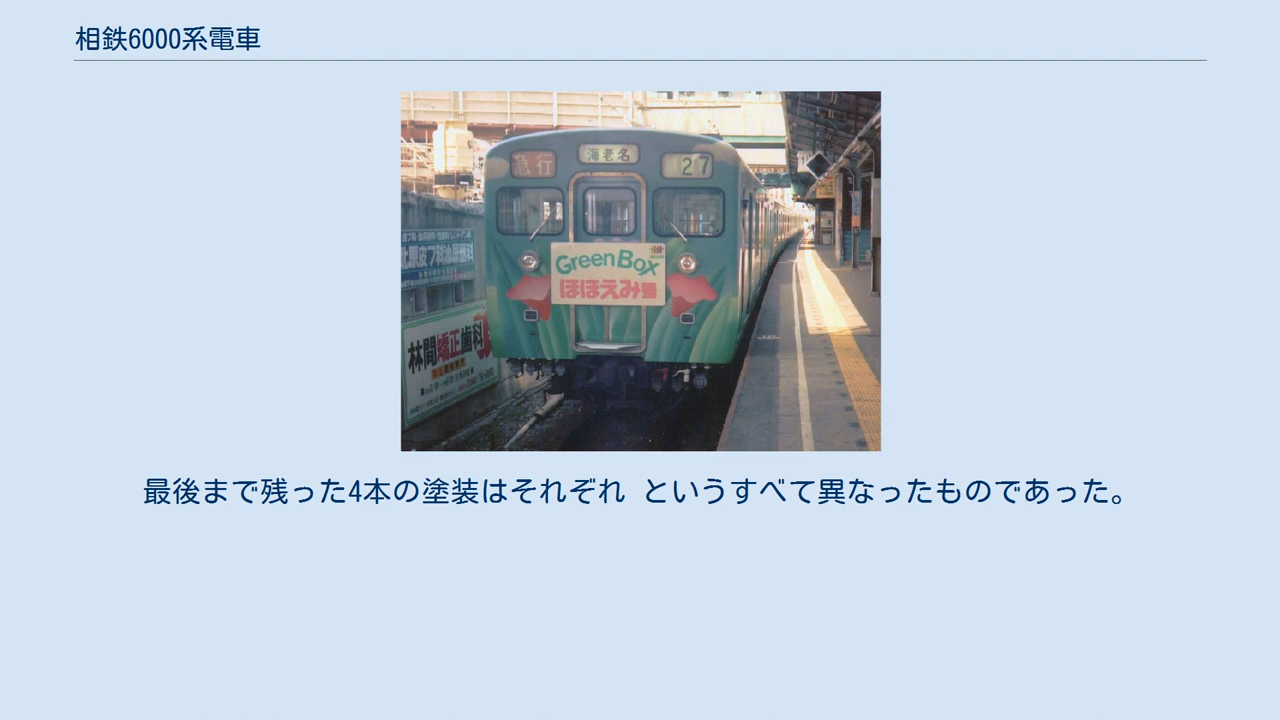 相鉄6000系電車
急行
海老名
27
Green Box
ほほえみ号
林間矯正歯科
最後まで残った4本の塗装はそれぞれ というすべて異なったものであった。